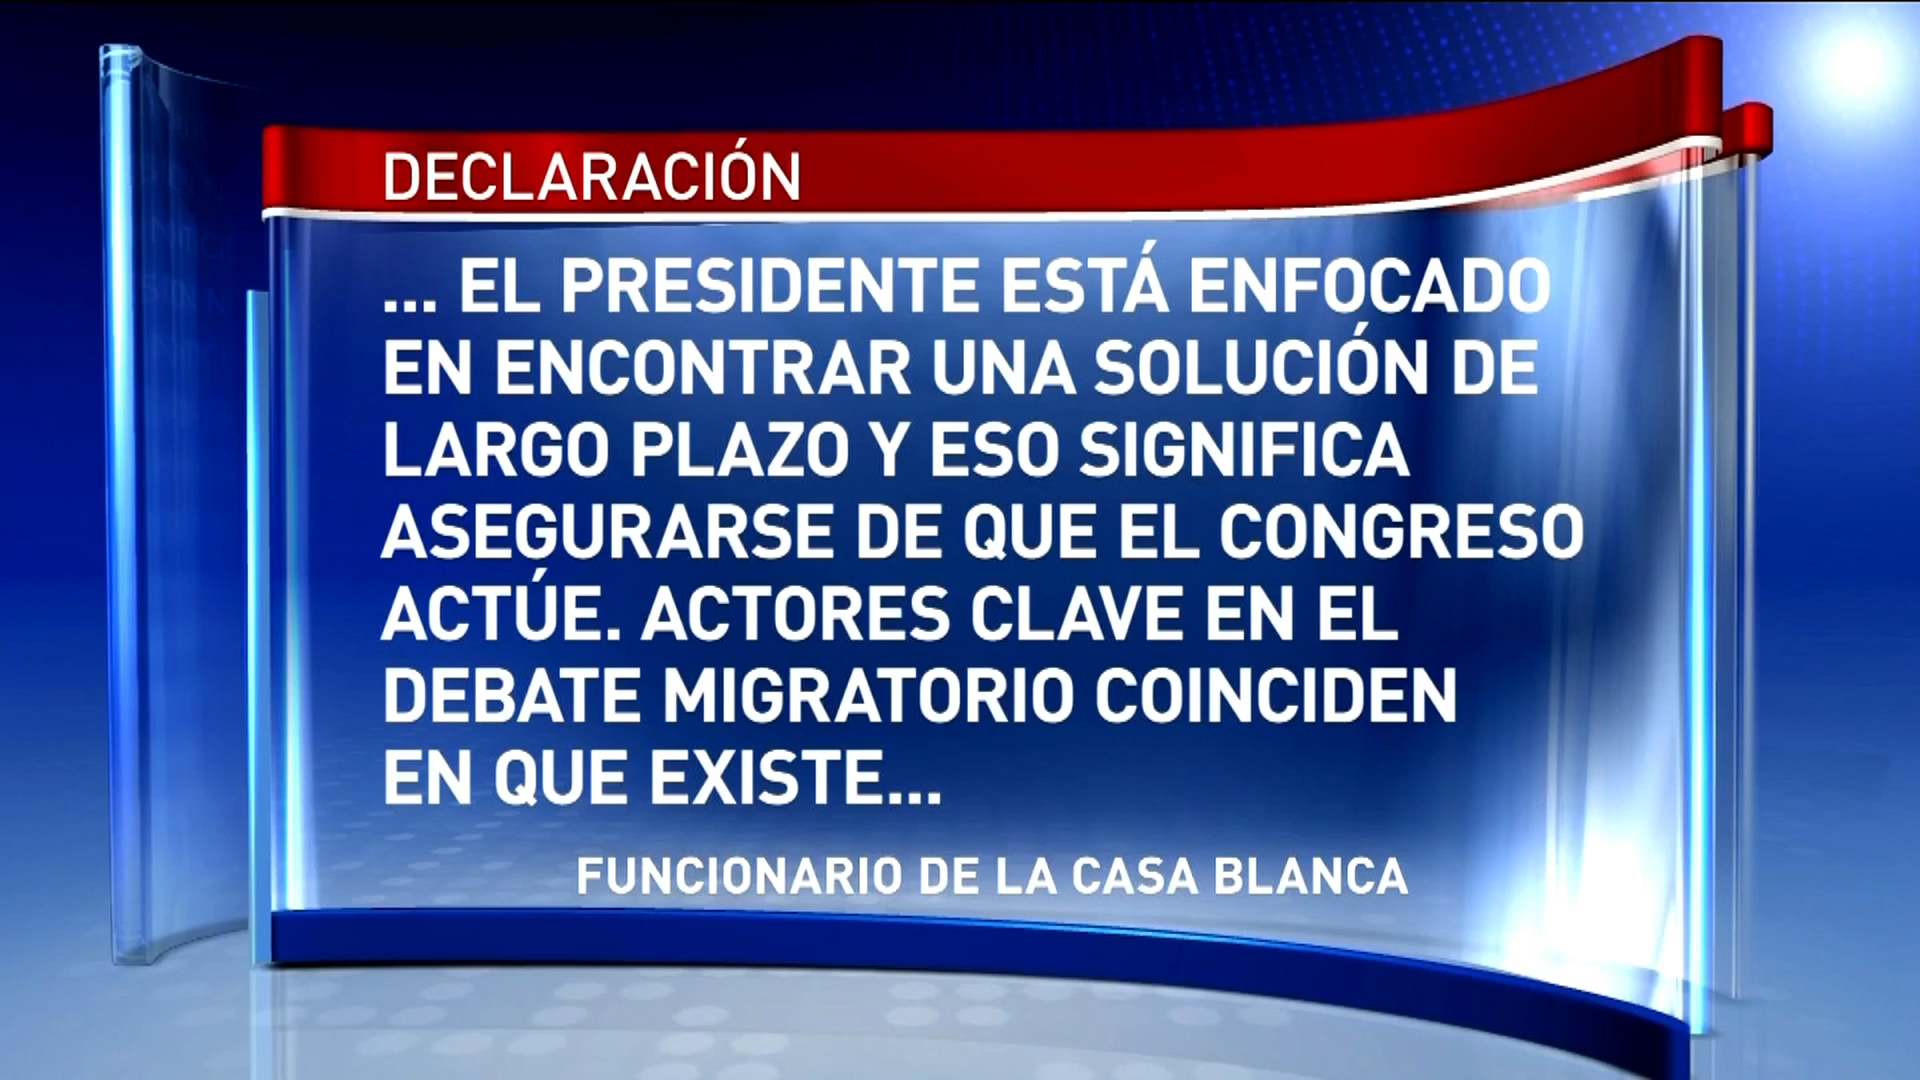 DECLARACIÓN
... EL PRESIDENTE ESTÁ ENFOCADO
EN ENCONTRAR UNA SOLUCIÓN DE
LARGO PLAZO Y ESO SIGNIFICA
ASEGURARSE DE QUE EL CONGRESO
ACTÚE. ACTORES CLAVE EN EL
DEBATE MIGRATORIO COINCIDEN
EN QUE EXISTE...
FUNCIONARIO DE LA CASA BLANCA